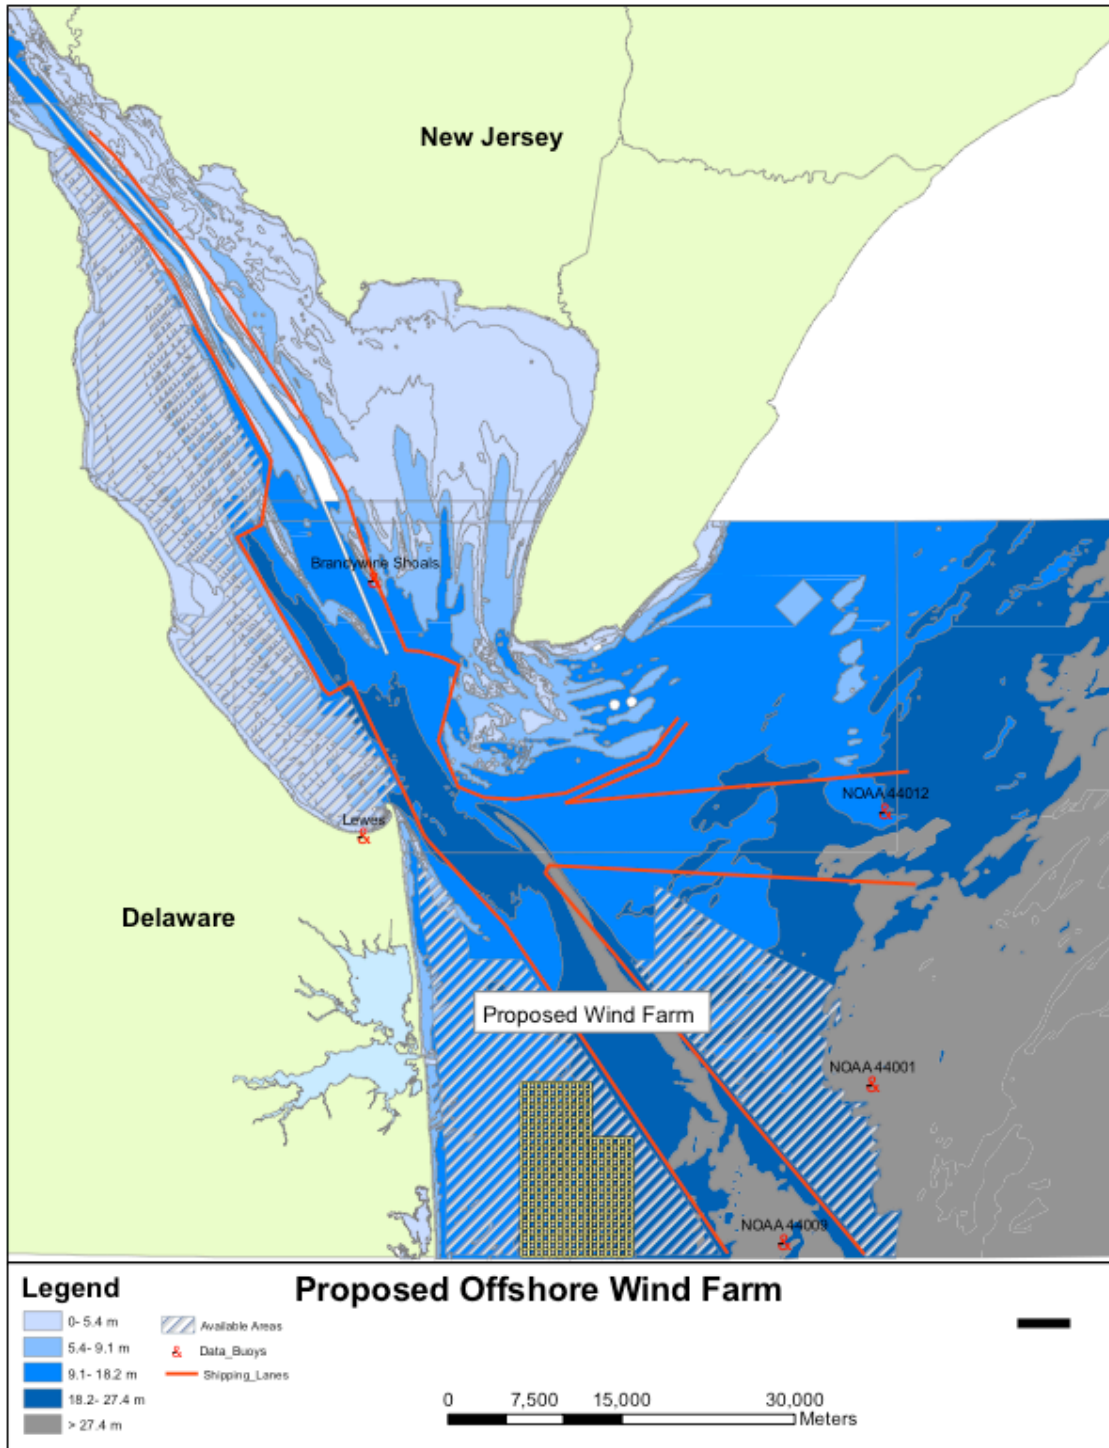 New Jersey
Brandywine Shoals
NOAA 44012
Lewes
Delaware
Proposed Wind Farm
NOAA 44001
NOAA 44009
Legend
Proposed Offshore Wind Farm
0- 5.4 m
5.4- 9.1 m
9.1- 18.2 m
18.2- 27.4 m
> 27.4 m
Available Areas
Data_Buoys
Shipping_Lanes
0 7,500 15,000 30,000
Meters